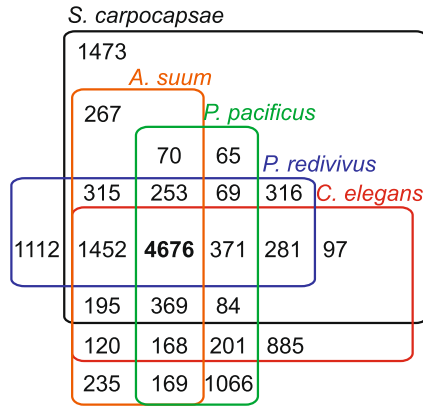 S. carpocapsae
1473
A. suum
267
P. pacificus
70 65
P. redivivus
315 253 69 316
C. elegans
1112 1452 4676 371 281 97
195 369 84
120 168 201 885
235 169 1066